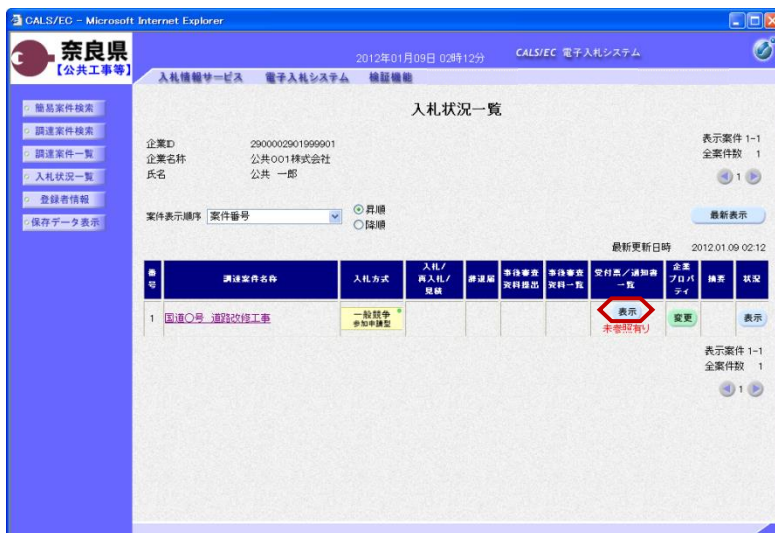 CALS/EC - Microsoft Internet Explorer
奈良県
【公共工事等】
2012年01月09日 02時12分
CALS/EC 電子入札システム
入札情報サービス 電子入札システム 検証機能
簡易案件検索
調達案件検索
調達案件一覧
入札状況一覧
登録者情報
保存データ表示
入札状況一覧
企業ID 2900002901999901
企業名称 公共○○1株式会社
氏名 公共 一郎
表示案件 1-1
全案件数 1
1
案件表示順序 案件番号
昇順
降順
最新表示
最新更新日時 2012.01.09 02:12
番号 調達案件名称 入札方式 入札/再入札/見積 辞退届 事後審査資料提出 事後審査資料一覧 受付票/通知書一覧 企業プロパティ 摘要 状況
1 国道〇号 道路改修工事 一般競争 参加申請型 表示 未参照有り 変更 表示
表示案件 1-1
全案件数 1
1